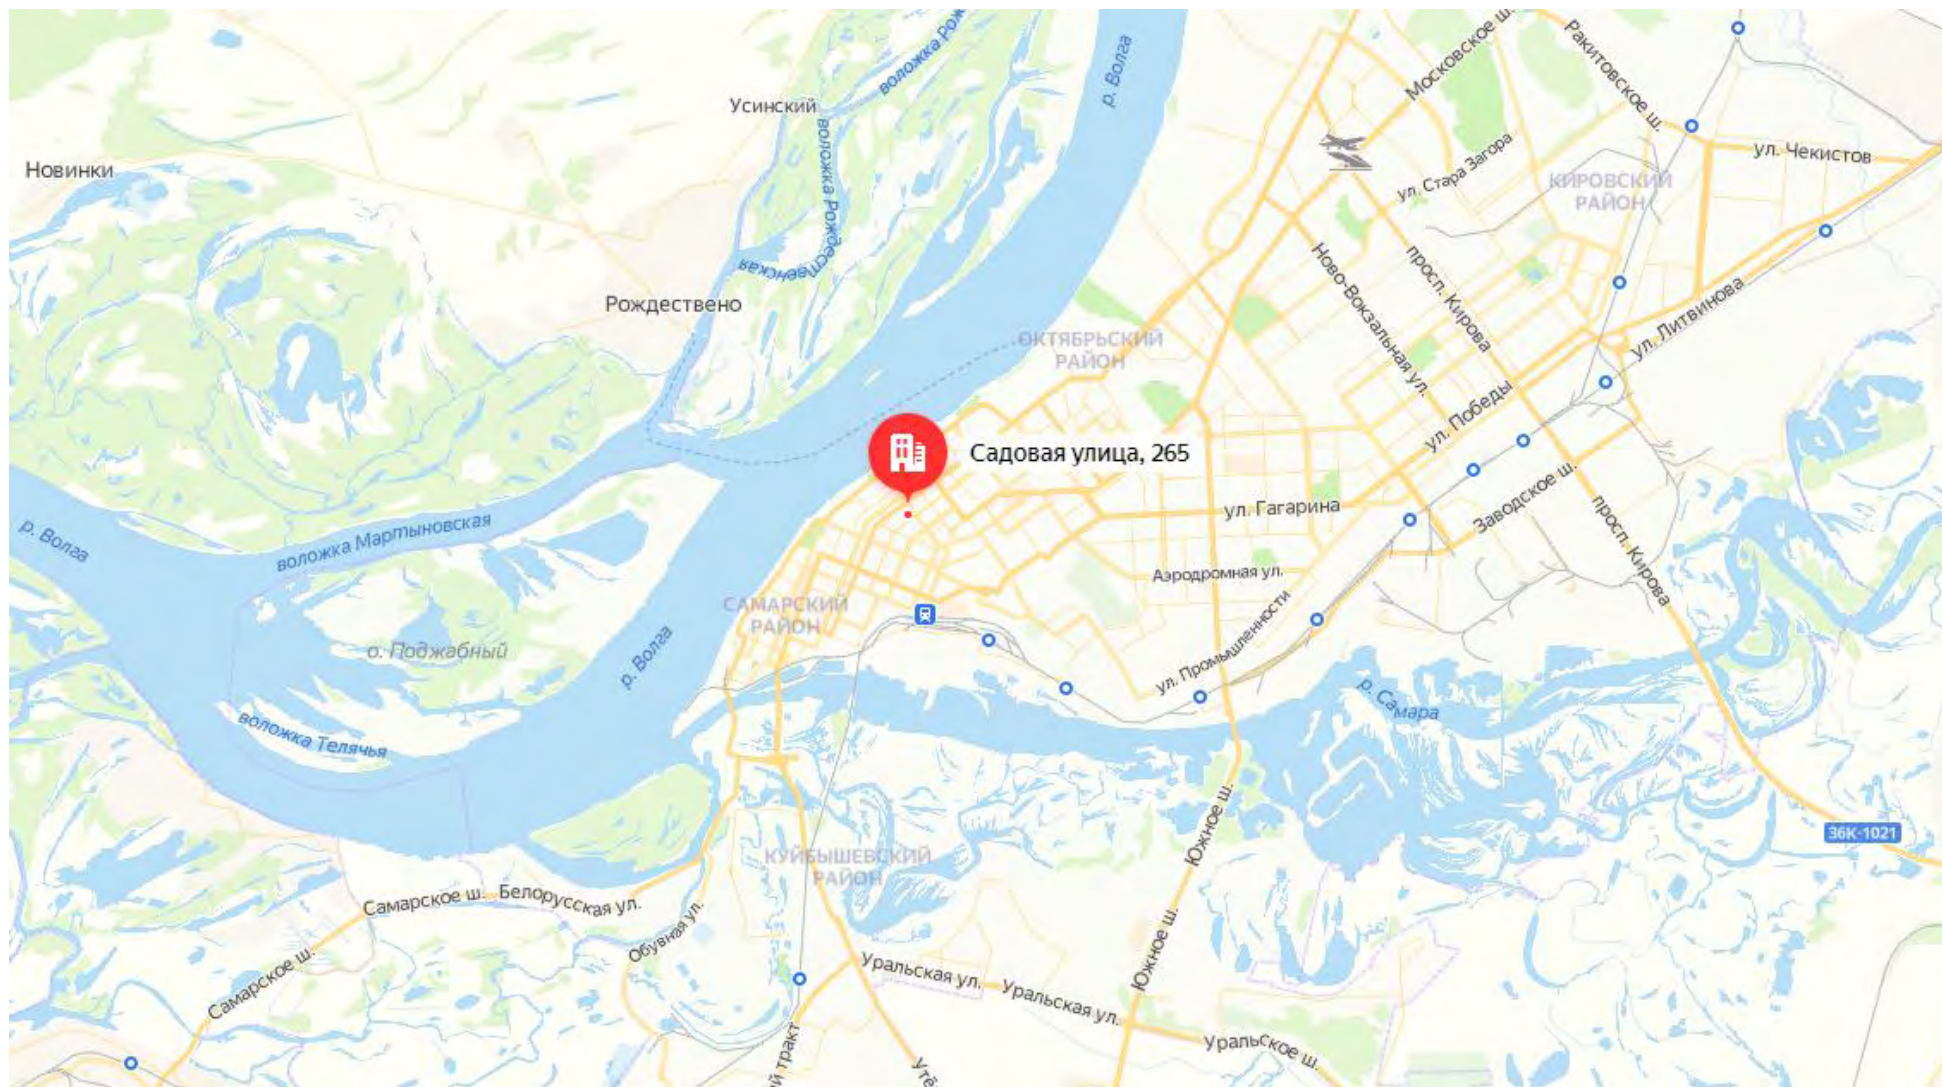 р. Волга
воложка Рож
Московское ш.
Ракитовское ш.
Усинский
воложка Рождественская
Новинки
ул. Чекистов
ул. Стара Загора
КИРОВСКИЙ
РАЙОН
Рождествено
Ново-Вокзальная ул.
просп. Кирова
ул. Литвинова
ОКТЯБРЬСКИЙ
РАЙОН
ул. Победы
Садовая улица, 265
р. Волга
воложка Мартыновская
ул. Гагарина
Заводское ш.
просп. Кирова
Аэродромная ул.
САМАРСКИЙ
РАЙОН
р. Волга
о. Поджабный
ул. Промышленности
р. Самара
воложка Телячья
Южное ш.
36К-1021
КУЙБЫШЕВСКИЙ
РАЙОН
Самарское ш.
Белорусская ул.
Обувная ул.
Южное ш.
Самарское ш.
Уральская ул.
Уральская ул.
Уральское ш.
й тракт
Утё